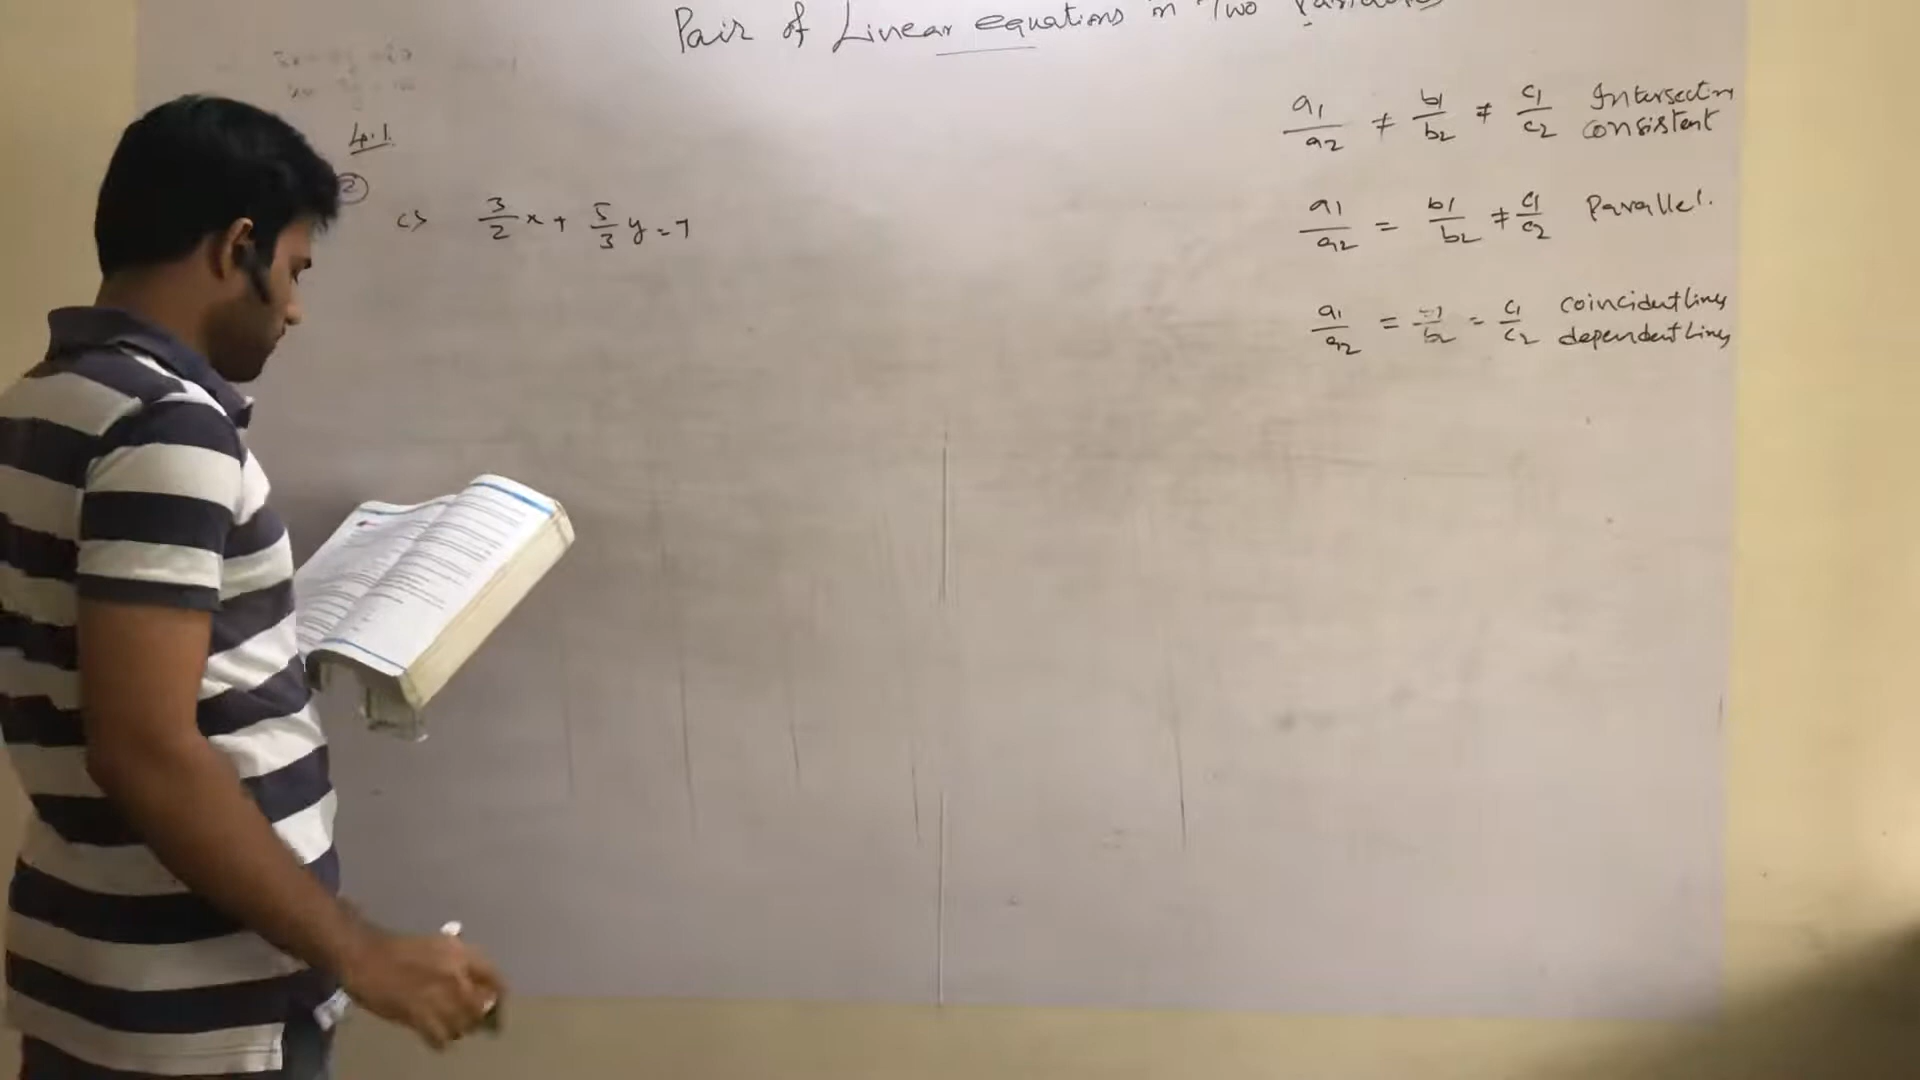 Pair of Linear equations in Two Variables
4.1.
②
c) 3/2 x + 5/3 y = 7
a1/a2 ≠ b1/b2 ≠ c1/c2 Intersecting
consistent
a1/a2 = b1/b2 ≠ c1/c2 Parallel.
a1/a2 = b1/b2 = c1/c2 coincident lines
dependent lines